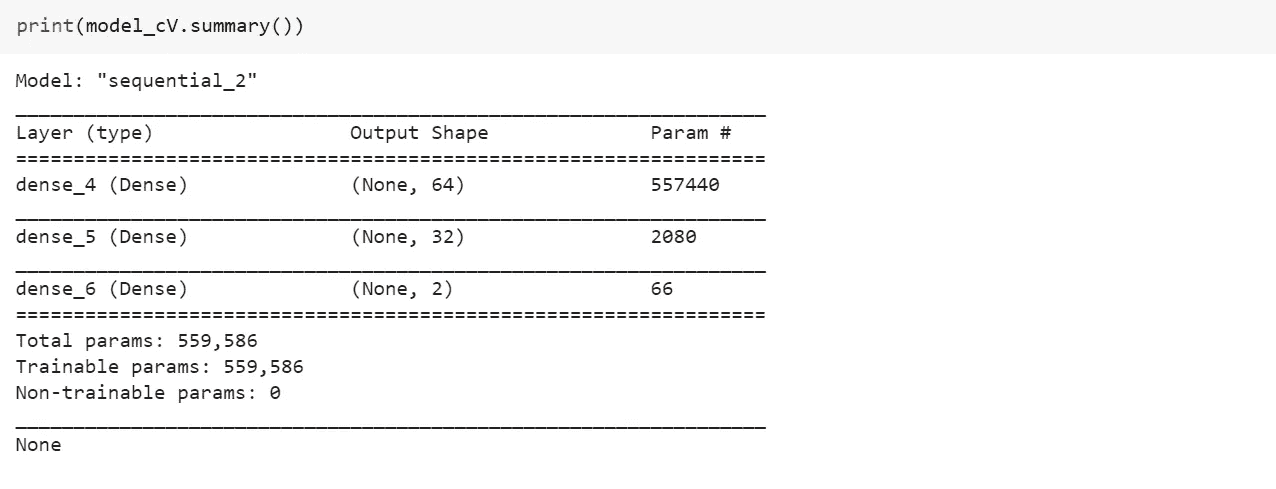 print(model_cV.summary())
Model: "sequential_2"
_________________________________________________________________
Layer (type)                 Output Shape              Param #
=================================================================
dense_4 (Dense)              (None, 64)                557440
_________________________________________________________________
dense_5 (Dense)              (None, 32)                2080
_________________________________________________________________
dense_6 (Dense)              (None, 2)                 66
=================================================================
Total params: 559,586
Trainable params: 559,586
Non-trainable params: 0
_________________________________________________________________
None